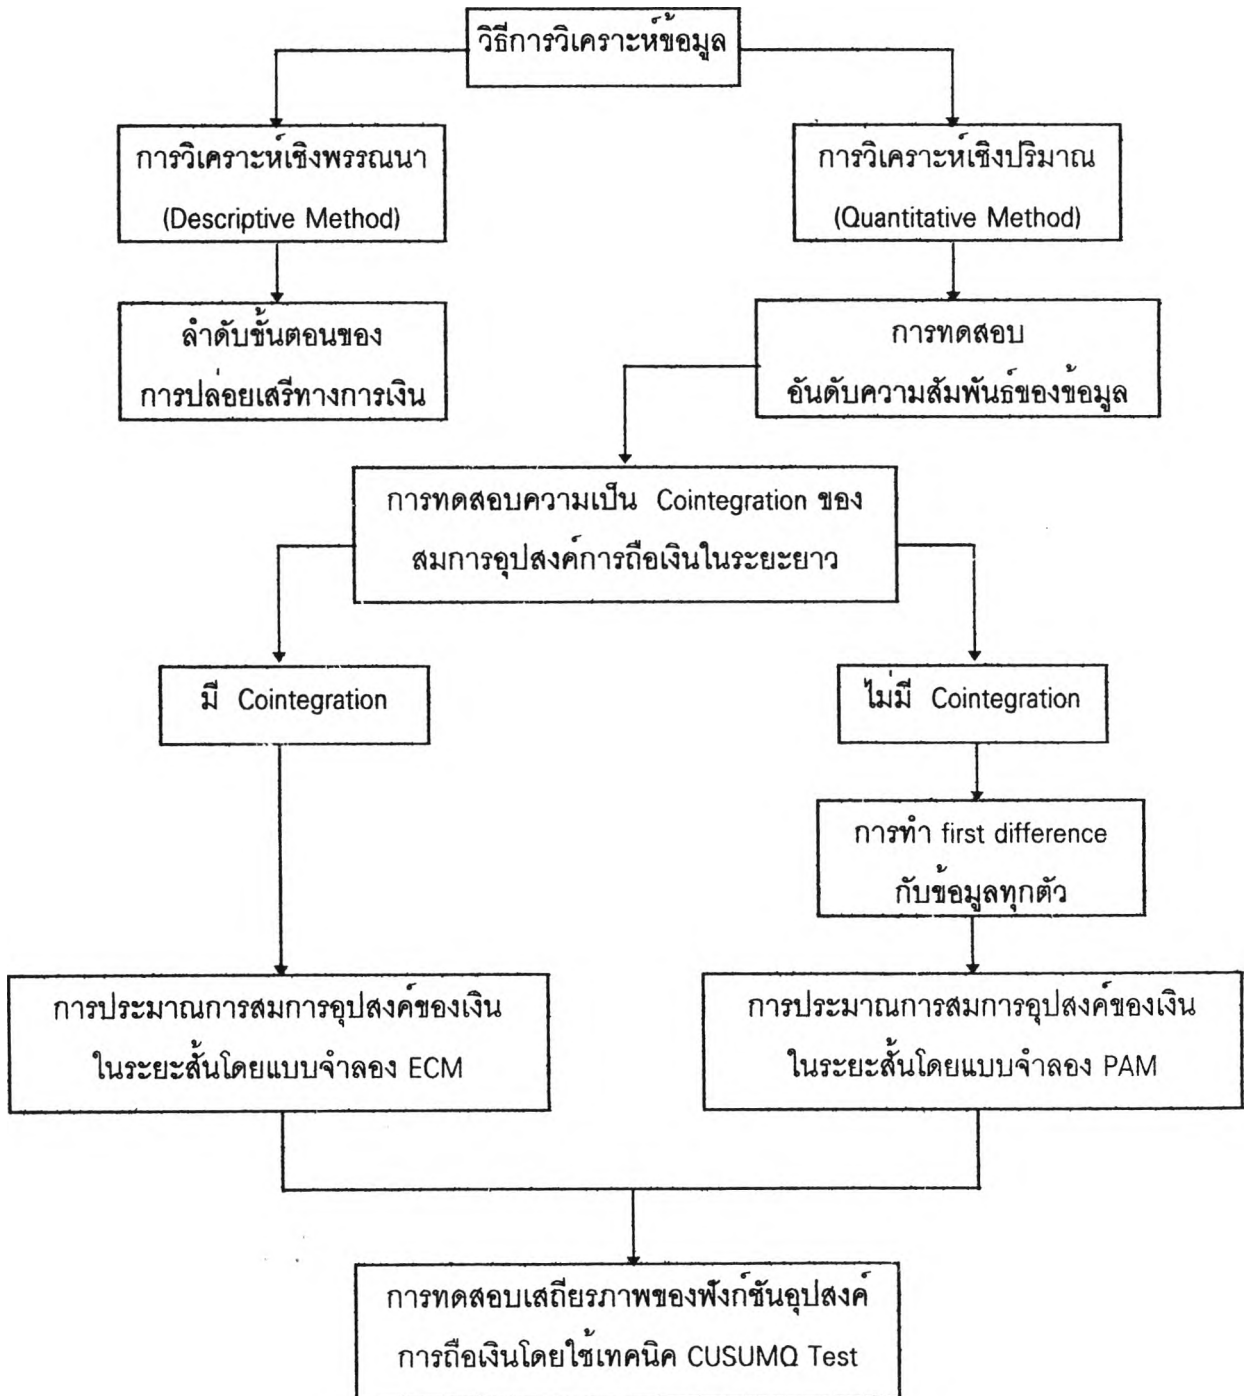 วิธีการวิเคราะห์ข้อมูล
การวิเคราะห์เชิงพรรณนา
(Descriptive Method)
การวิเคราะห์เชิงปริมาณ
(Quantitative Method)
ลำดับขั้นตอนของ
การปล่อยเสรีทางการเงิน
การทดสอบ
อันดับความสัมพันธ์ของข้อมูล
การทดสอบความเป็น Cointegration ของ
สมการอุปสงค์การถือเงินในระยะยาว
มี Cointegration
ไม่มี Cointegration
การทำ first difference
กับข้อมูลทุกตัว
การประมาณการสมการอุปสงค์ของเงิน
ในระยะสั้นโดยแบบจำลอง ECM
การประมาณการสมการอุปสงค์ของเงิน
ในระยะสั้นโดยแบบจำลอง PAM
การทดสอบเสถียรภาพของฟังก์ชันอุปสงค์
การถือเงินโดยใช้เทคนิค CUSUMQ Test